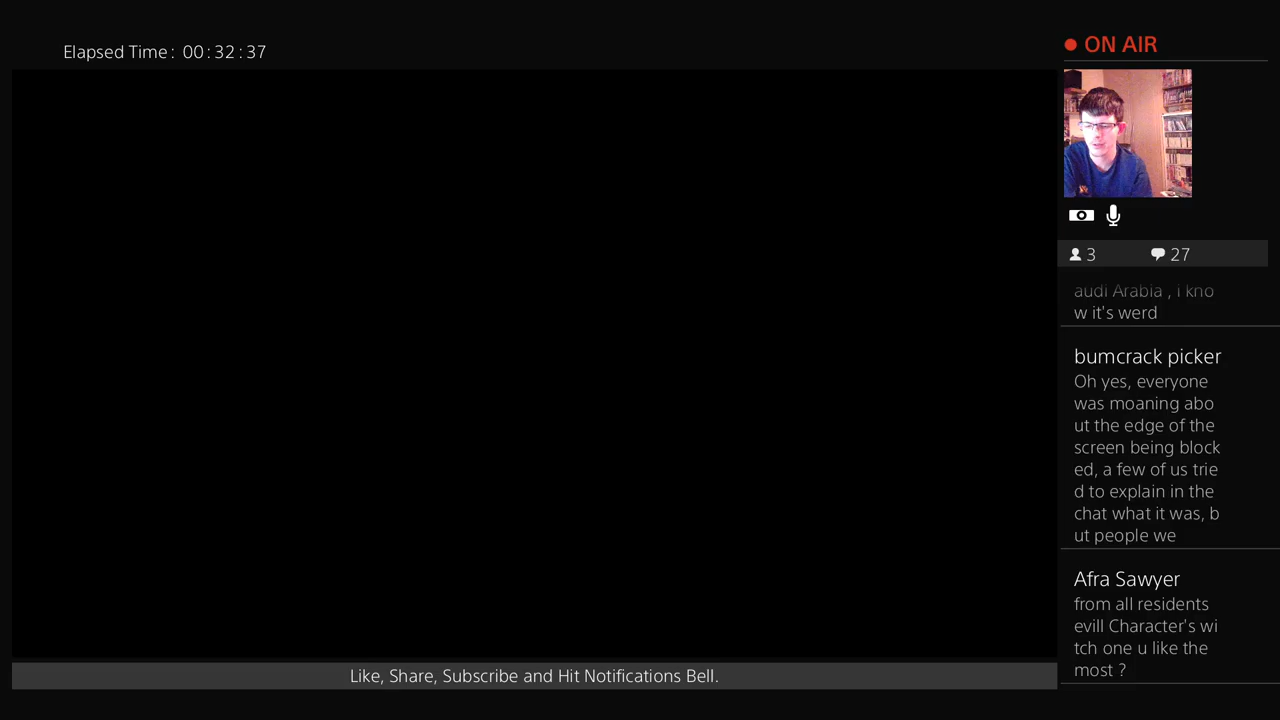 Elapsed Time: 00:32:37
ON AIR
3 27
audi Arabia , i kno
w it's werd
bumcrack picker
Oh yes, everyone
was moaning abo
ut the edge of the
screen being block
ed, a few of us trie
d to explain in the
chat what it was, b
ut people we
Afra Sawyer
from all residents
evill Character's wi
tch one u like the
most ?
Like, Share, Subscribe and Hit Notifications Bell.